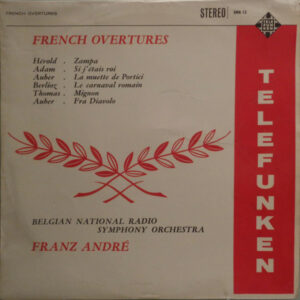 FRENCH OVERTURES
STEREO
TELEFUNKEN
FRENCH OVERTURES
Herold . Zampa
Adam . Si j'étais roi
Auber . La muette de Portici
Berlioz . Le carnaval romain
Thomas . Mignon
Auber . Fra Diavolo
BELGIAN NATIONAL RADIO
SYMPHONY ORCHESTRA
FRANZ ANDRÉ